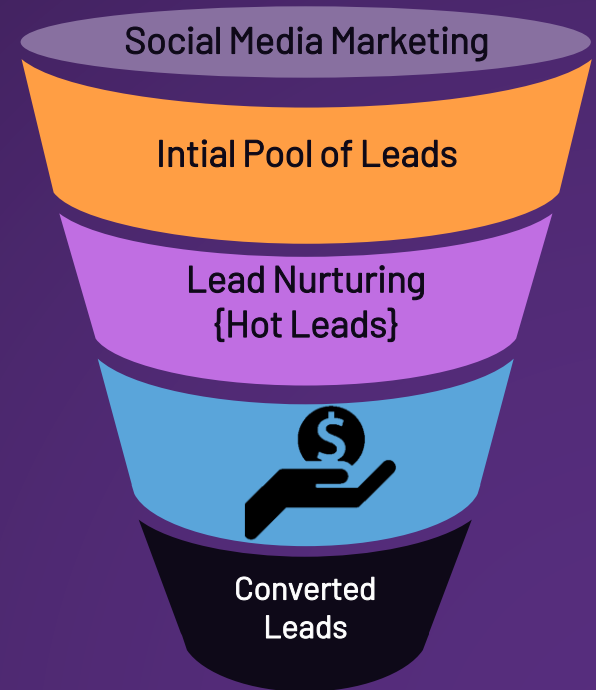 Social Media Marketing
Intial Pool of Leads
Lead Nurturing
{Hot Leads}
$
Converted
Leads